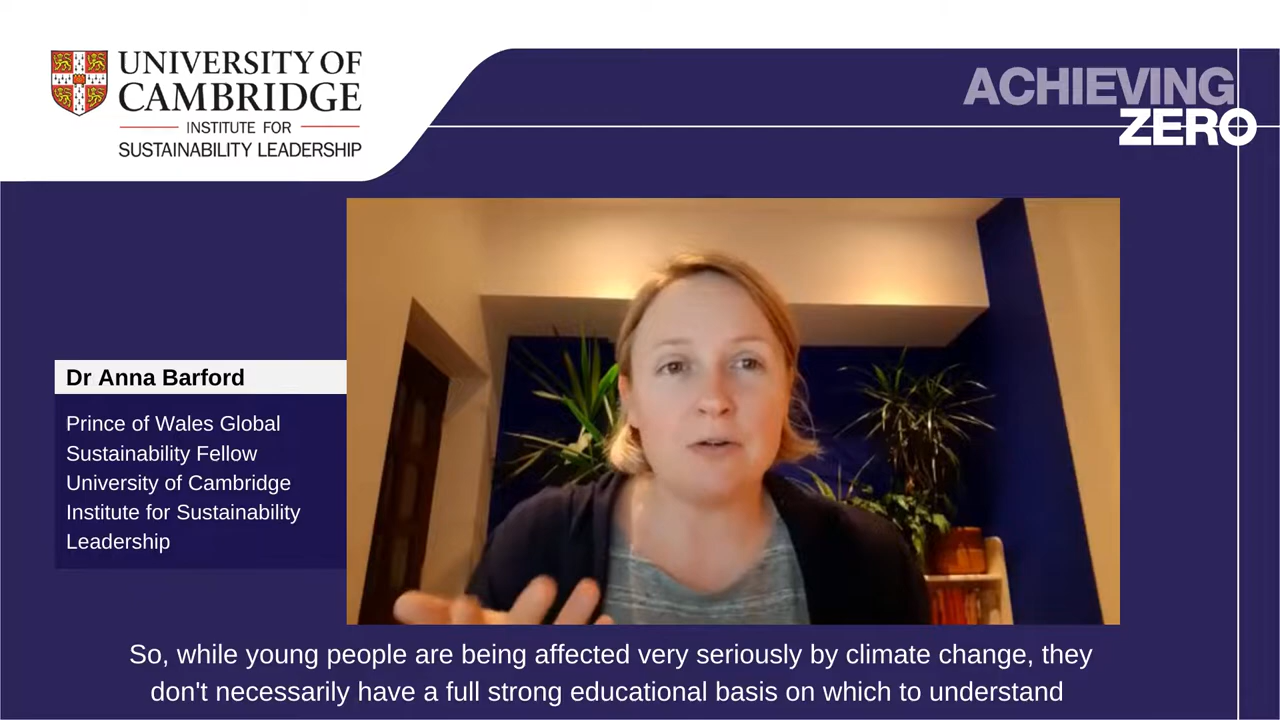 UNIVERSITY OF
CAMBRIDGE
INSTITUTE FOR
SUSTAINABILITY LEADERSHIP
ACHIEVING
ZERO
Dr Anna Barford
Prince of Wales Global
Sustainability Fellow
University of Cambridge
Institute for Sustainability
Leadership
So, while young people are being affected very seriously by climate change, they
don't necessarily have a full strong educational basis on which to understand